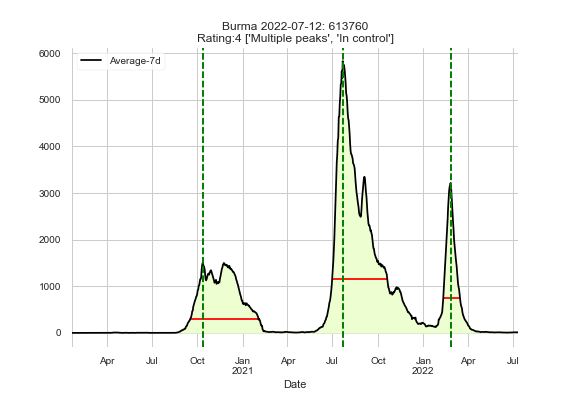 Burma 2022-07-12: 613760
Rating:4 ['Multiple peaks', 'In control']
Average-7d
6000
5000
4000
3000
2000
1000
0
Apr Jul Oct Jan Apr Jul Oct Jan Apr Jul
2021 2022
Date